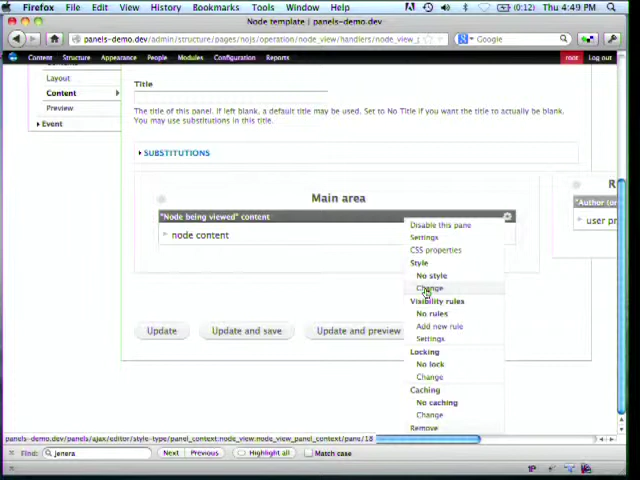 Firefox File Edit View History Bookmarks Tools Window Help (0:12) Thu 4:49 PM
Node template | panels-demo.dev
panels-demo.dev/admin/structure/pages/nojs/operation/node_view/handlers/node_view_p
Google
Content Structure Appearance People Modules Configuration Reports root Log out
Layout
Content
Preview
Event
Title
The title of this panel. If left blank, a default title may be used. Set to No Title if you want the title to actually be blank.
You may use substitutions in this title.
SUBSTITUTIONS
Main area
"Node being viewed" content
node content
R
"Author (or
user pr
Disable this pane
Settings
CSS properties
Style
No style
Change
Visibility rules
No rules
Add new rule
Settings
Locking
No lock
Change
Caching
No caching
Change
Remove
Update
Update and save
Update and preview
panels-demo.dev/panels/ajax/editor/style-type/panel_context:node_view:node_view_panel_context/pane/18
Find: jenera Next Previous Highlight all Match case